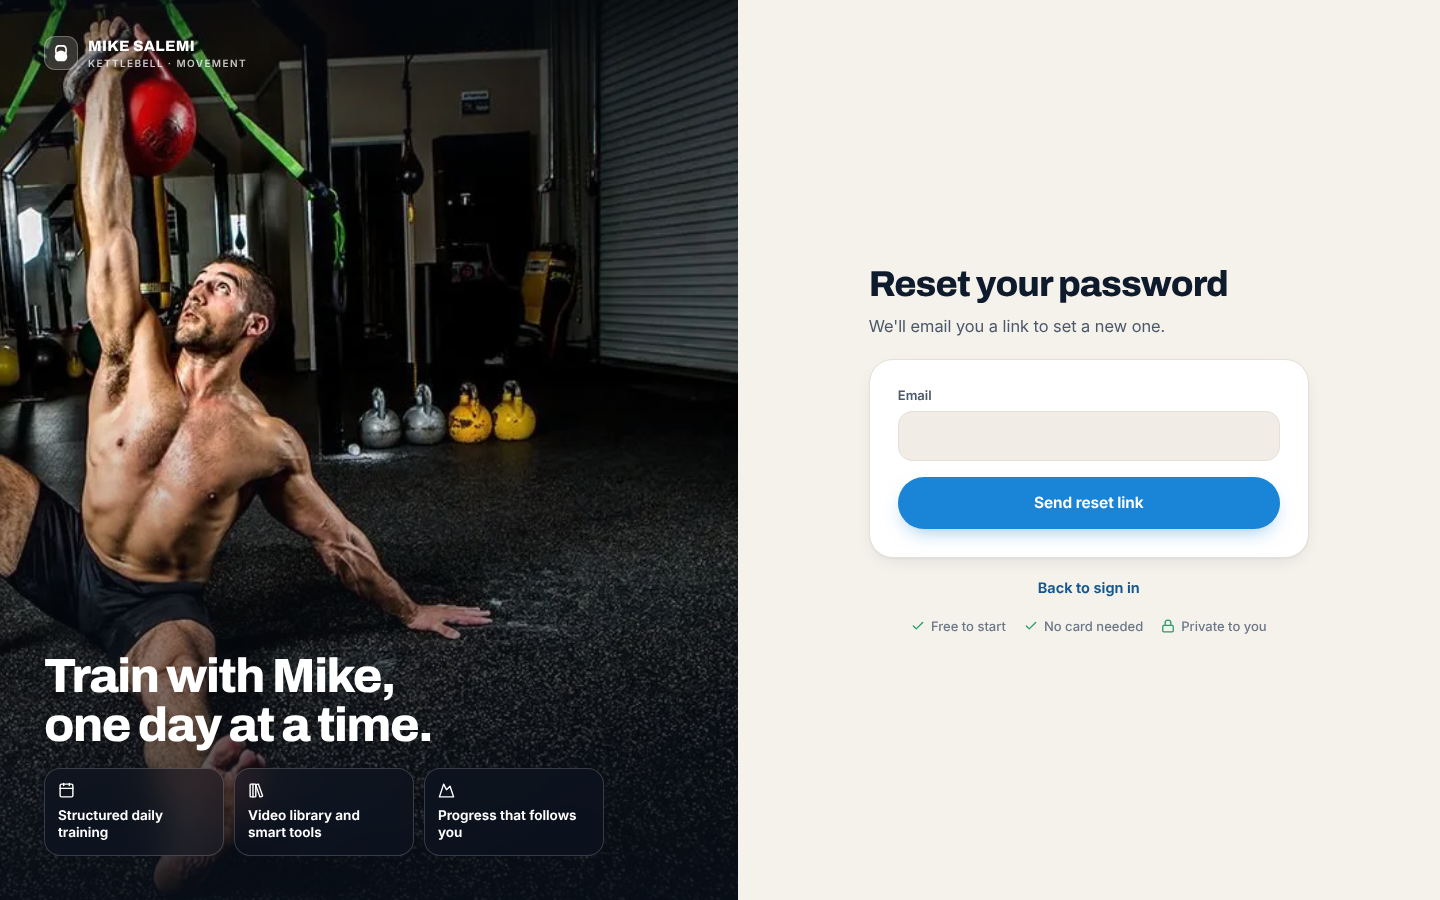 MIKE SALEMI
KETTLEBELL · MOVEMENT
Train with Mike,
one day at a time.
Structured daily
training
Video library and
smart tools
Progress that follows
you
Reset your password
We'll email you a link to set a new one.
Email
Send reset link
Back to sign in
Free to start
No card needed
Private to you